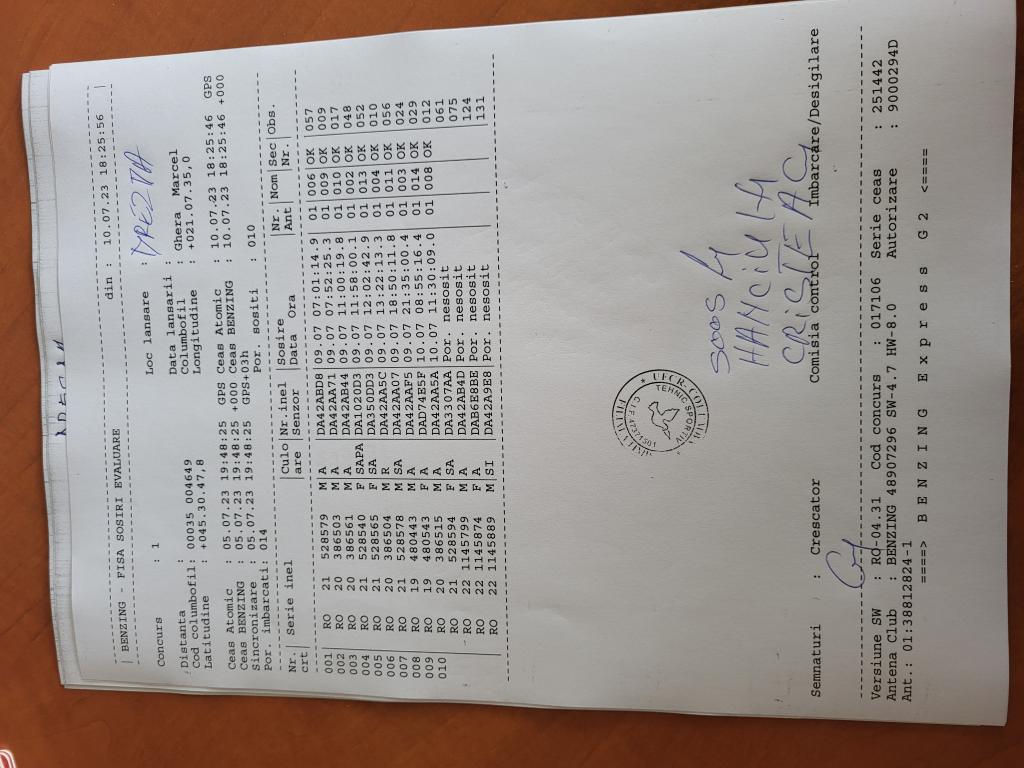 BENZING - FISA SOSIRI EVALUARE din : 10.07.23 18:25:56
Concurs : 1 Loc lansare :
Distanta : Data lansarii :
Cod columbofil: 00035 004649 Columbofil : Ghera Marcel
Latitudine : +045.30.47,8 Longitudine : +021.07.35,0
Ceas Atomic : 05.07.23 19:48:25 GPS Ceas Atomic : 10.07.23 18:25:46 GPS
Ceas BENZING : 05.07.23 19:48:25 +000 Ceas BENZING : 10.07.23 18:25:46 +000
Sincronizare : 05.07.23 19:48:25 GPS+03h
Por. imbarcati: 014 Por. sositi : 010
Nr. Serie inel Culo Nr.inel Sosire Nr. Nom Sec Obs.
crt are Senzor Data Ora Ant Nr.
001 RO 21 528579 M A DA42ABD8 09.07 07:01:14.9 01 006 OK 057
002 RO 20 386503 M A DA42AA71 09.07 07:52:25.3 01 009 OK 009
003 RO 20 386561 M A DA42AB44 09.07 11:00:19.8 01 010 OK 017
004 RO 21 528540 F SAPA DA1020D3 09.07 11:58:00.1 01 002 OK 048
005 RO 21 528565 F SA DA350DD3 09.07 12:02:42.9 01 013 OK 052
006 RO 20 386504 M R DA42AA5C 09.07 13:22:13.3 01 004 OK 010
007 RO 21 528578 M SA DA42AA07 09.07 18:50:11.8 01 011 OK 056
008 RO 19 480443 M A DA42AAF5 09.07 21:35:00.4 01 003 OK 024
009 RO 19 480543 F A DAD74E5F 10.07 08:55:16.4 01 014 OK 029
010 RO 20 386515 M A DA42AA5A 10.07 11:30:09.0 01 008 OK 012
RO 21 528594 F SA DA3107AA Por. nesosit 061
RO 22 1145799 M A DA42AB4D Por. nesosit 075
RO 22 1145874 F A DAB6E8BE Por. nesosit 124
RO 22 1145889 M SI DA42A9E8 Por. nesosit 131
UFCR-COLUMBA
TEHNIC SPORTIV
SOOS
HANCIU
CRISTEAC
Semnaturi : Crescator Comisia control Imbarcare/Desigilare
Versiune SW : RO-04.31 Cod concurs : 017106 Serie ceas : 251442
Antena Club : BENZING 48907296 SW-4.7 HW-8.0 Autorizare : 9000294D
Ant.: 01:38812824-1
====> B E N Z I N G E x p r e s s G 2 <====